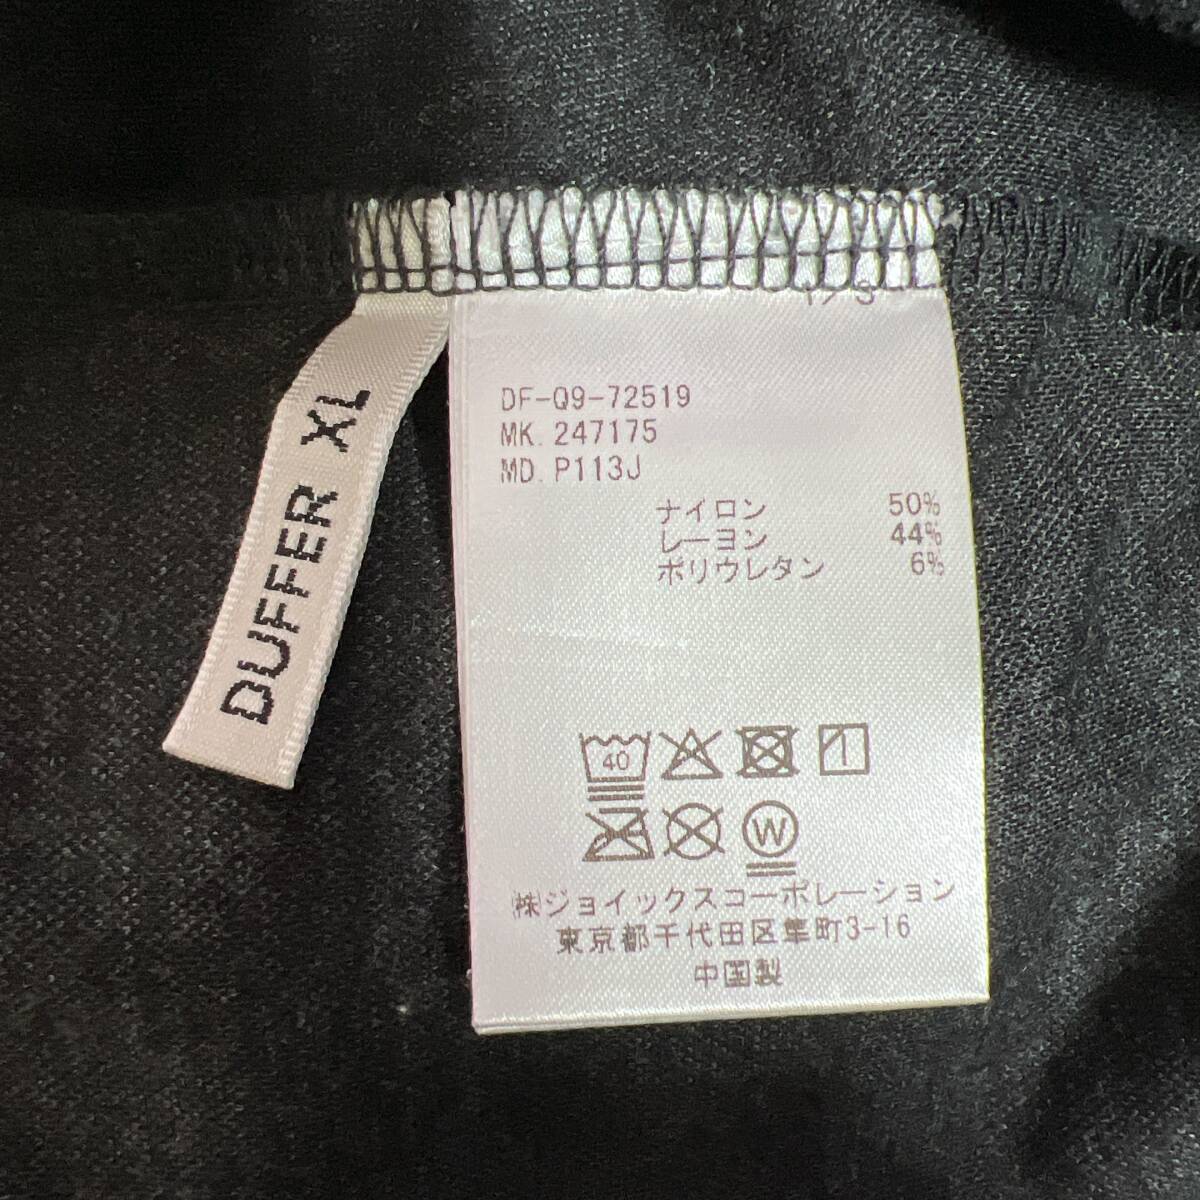 DUFFER XL
DF-Q9-72519
MK. 247175
MD. P113J
ナイロン 50%
レーヨン 44%
ポリウレタン 6%
40
W
㈱ジョイックスコーポレーション
東京都千代田区隼町3-16
中国製